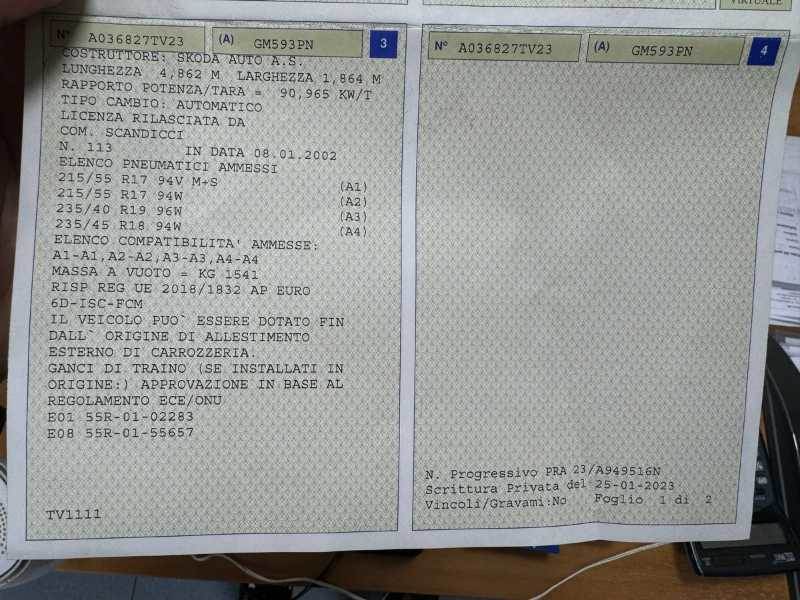 VIRTUALE
N° A036827TV23 (A) GM593PN 3
COSTRUTTORE: SKODA AUTO A.S.
LUNGHEZZA 4,862 M LARGHEZZA 1,864 M
RAPPORTO POTENZA/TARA = 90,965 KW/T
TIPO CAMBIO: AUTOMATICO
LICENZA RILASCIATA DA
COM. SCANDICCI
N. 113 IN DATA 08.01.2002
ELENCO PNEUMATICI AMMESSI
215/55 R17 94V M+S (A1)
215/55 R17 94W (A2)
235/40 R19 96W (A3)
235/45 R18 94W (A4)
ELENCO COMPATIBILITA' AMMESSE:
A1-A1,A2-A2,A3-A3,A4-A4
MASSA A VUOTO = KG 1541
RISP REG UE 2018/1832 AP EURO
6D-ISC-FCM
IL VEICOLO PUO` ESSERE DOTATO FIN
DALL` ORIGINE DI ALLESTIMENTO
ESTERNO DI CARROZZERIA.
GANCI DI TRAINO (SE INSTALLATI IN
ORIGINE:) APPROVAZIONE IN BASE AL
REGOLAMENTO ECE/ONU
E01 55R-01-02283
E08 55R-01-55657
TV1111
N° A036827TV23 (A) GM593PN 4
N. Progressivo PRA 23/A949516N
Scrittura Privata del 25-01-2023
Vincoli/Gravami:No Foglio 1 di 2